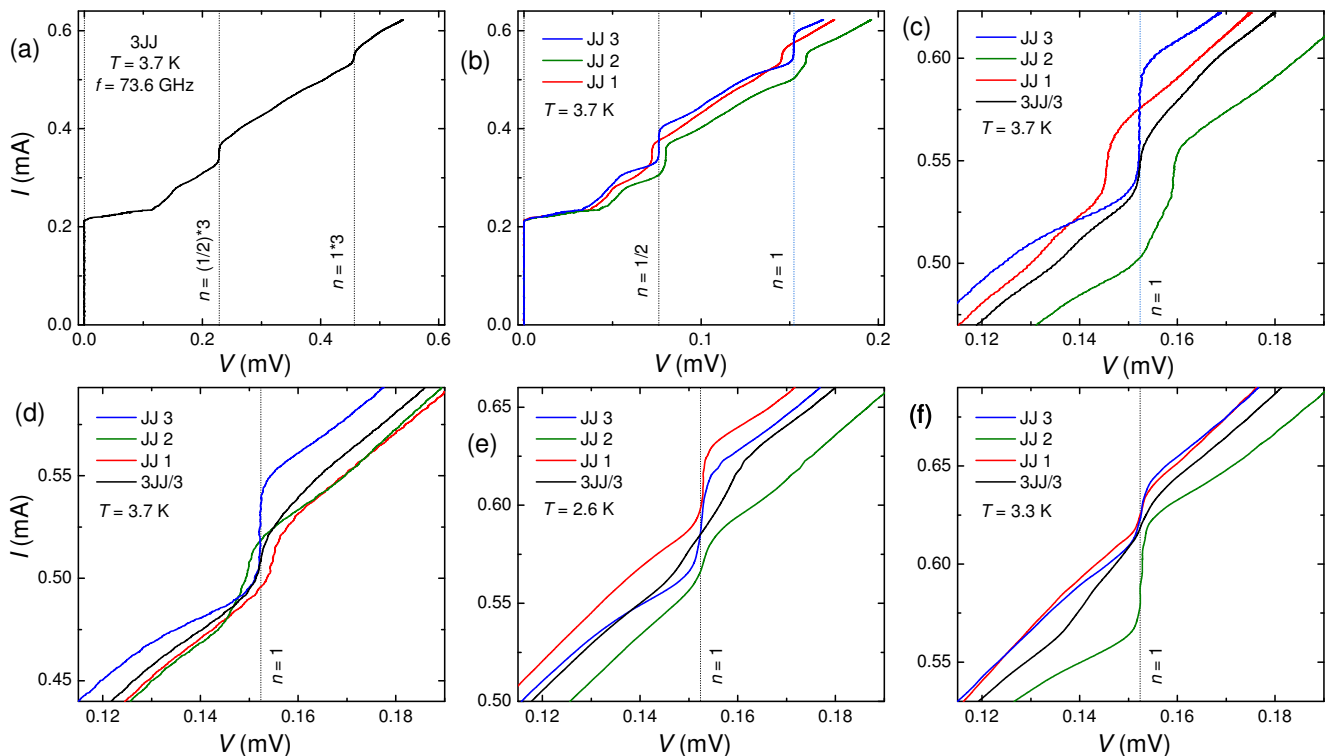 (a)
3JJ
T = 3.7 K
f = 73.6 GHz
n = (1/2)*3
n = 1*3
I (mA)
0.6
0.4
0.2
0.0
0.0 0.2 0.4 0.6
V (mV)
(b)
JJ 3
JJ 2
JJ 1
T = 3.7 K
n = 1/2
n = 1
0.6
0.4
0.2
0.0
0.0 0.1 0.2
V (mV)
(c)
JJ 3
JJ 2
JJ 1
3JJ/3
T = 3.7 K
n = 1
0.60
0.55
0.50
0.12 0.14 0.16 0.18
V (mV)
(d)
JJ 3
JJ 2
JJ 1
3JJ/3
T = 3.7 K
n = 1
I (mA)
0.55
0.50
0.45
0.12 0.14 0.16 0.18
V (mV)
(e)
JJ 3
JJ 2
JJ 1
3JJ/3
T = 2.6 K
n = 1
0.65
0.60
0.55
0.50
0.12 0.14 0.16 0.18
V (mV)
(f)
JJ 3
JJ 2
JJ 1
3JJ/3
T = 3.3 K
n = 1
0.65
0.60
0.55
0.12 0.14 0.16 0.18
V (mV)